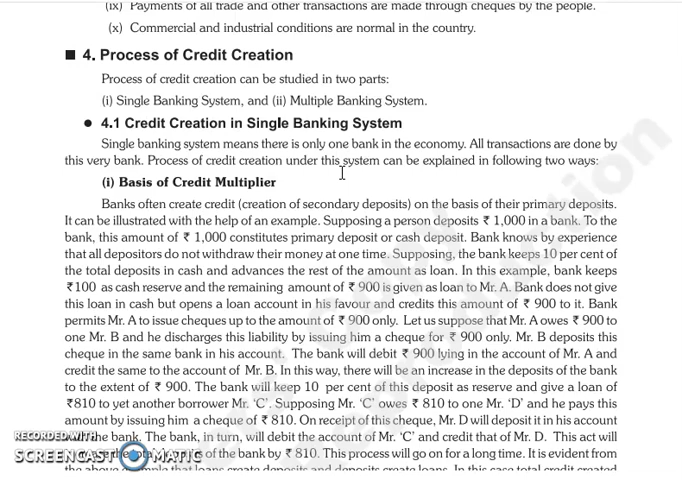 (ix) Payments of all trade and other transactions are made through cheques by the people.
(x) Commercial and industrial conditions are normal in the country.
■ 4. Process of Credit Creation
Process of credit creation can be studied in two parts:
(i) Single Banking System, and (ii) Multiple Banking System.
● 4.1 Credit Creation in Single Banking System
Single banking system means there is only one bank in the economy. All transactions are done by
this very bank. Process of credit creation under this system can be explained in following two ways:
(i) Basis of Credit Multiplier
Banks often create credit (creation of secondary deposits) on the basis of their primary deposits.
It can be illustrated with the help of an example. Supposing a person deposits ₹ 1,000 in a bank. To the
bank, this amount of ₹ 1,000 constitutes primary deposit or cash deposit. Bank knows by experience
that all depositors do not withdraw their money at one time. Supposing, the bank keeps 10 per cent of
the total deposits in cash and advances the rest of the amount as loan. In this example, bank keeps
₹100 as cash reserve and the remaining amount of ₹ 900 is given as loan to Mr. A. Bank does not give
this loan in cash but opens a loan account in his favour and credits this amount of ₹ 900 to it. Bank
permits Mr. A to issue cheques up to the amount of ₹ 900 only. Let us suppose that Mr. A owes ₹ 900 to
one Mr. B and he discharges this liability by issuing him a cheque for ₹ 900 only. Mr. B deposits this
cheque in the same bank in his account. The bank will debit ₹ 900 lying in the account of Mr. A and
credit the same to the account of Mr. B. In this way, there will be an increase in the deposits of the bank
to the extent of ₹ 900. The bank will keep 10 per cent of this deposit as reserve and give a loan of
₹810 to yet another borrower Mr. 'C'. Supposing Mr. 'C' owes ₹ 810 to one Mr. 'D' and he pays this
amount by issuing him a cheque of ₹ 810. On receipt of this cheque, Mr. D will deposit it in his account
the bank. The bank, in turn, will debit the account of Mr. 'C' and credit that of Mr. D. This act will
of the bank by ₹ 810. This process will go on for a long time. It is evident from
that loans create deposits and deposits create loans. In this case total credit created
RECORDED WITH
SCREENCAST MATIC